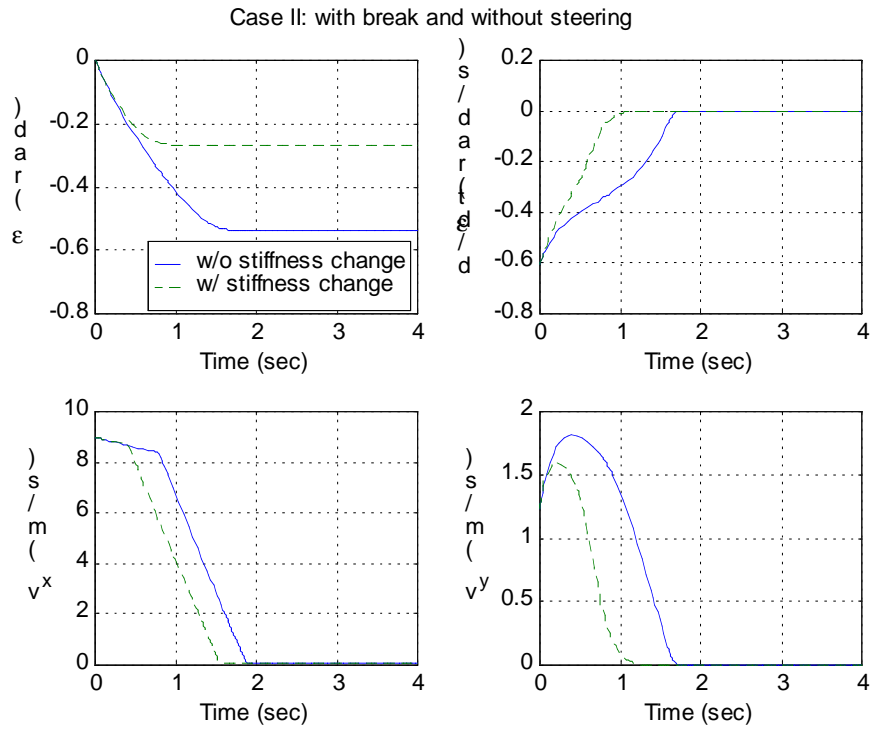 Case II: with break and without steering
ε (rad)
0
-0.2
-0.4
-0.6
-0.8
w/o stiffness change
w/ stiffness change
0 1 2 3 4
Time (sec)
(rad/s)
0.2
0
-0.2
-0.4
-0.6
-0.8
0 1 2 3 4
Time (sec)
v^x (m/s)
10
8
6
4
2
0
0 1 2 3 4
Time (sec)
v^y (m/s)
2
1.5
1
0.5
0
0 1 2 3 4
Time (sec)